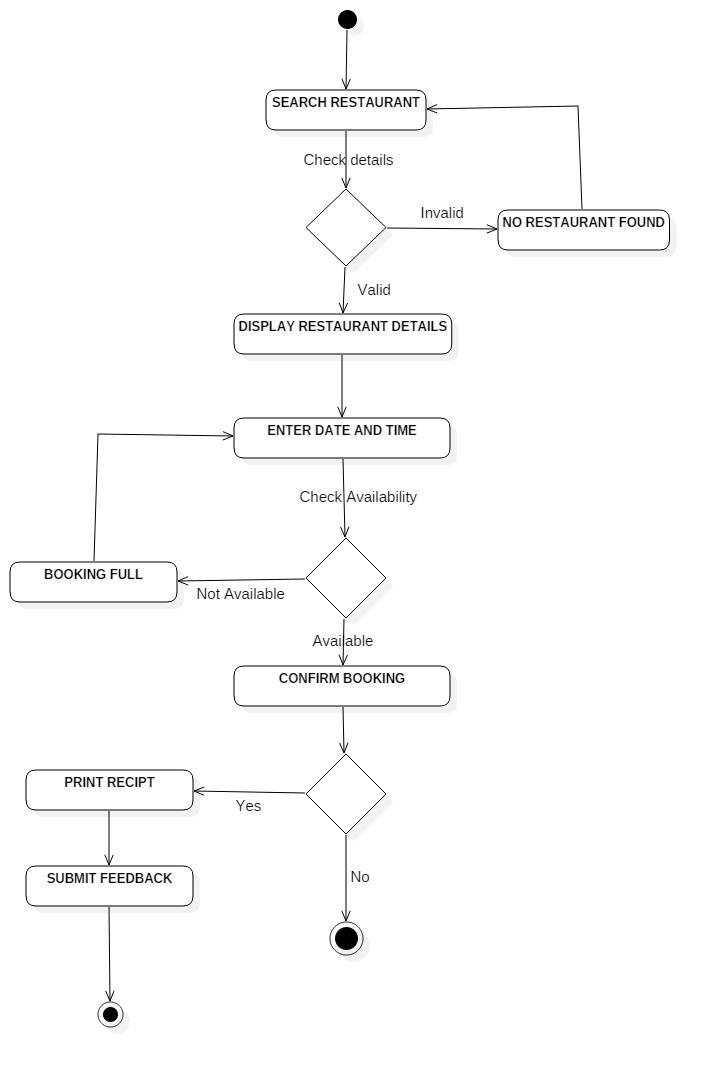 SEARCH RESTAURANT
Check details
Invalid
NO RESTAURANT FOUND
Valid
DISPLAY RESTAURANT DETAILS
ENTER DATE AND TIME
Check Availability
BOOKING FULL
Not Available
Available
CONFIRM BOOKING
PRINT RECIPT
Yes
SUBMIT FEEDBACK
No